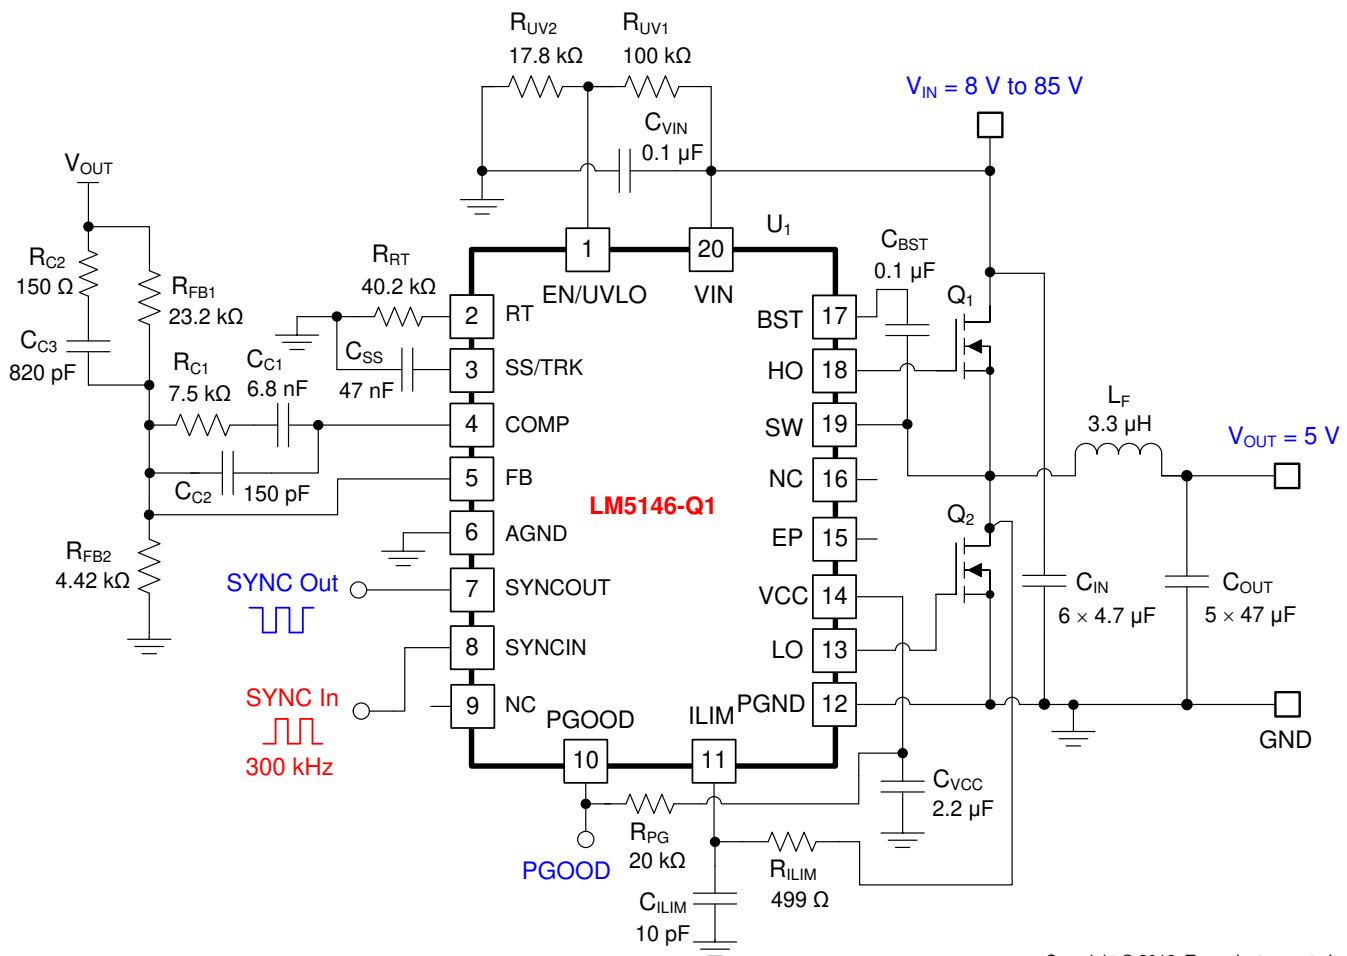 RUV2
17.8 kΩ
RUV1
100 kΩ
VIN = 8 V to 85 V
CVIN
0.1 µF
VOUT
U1
RC2
150 Ω
RFB1
23.2 kΩ
CC3
820 pF
RRT
40.2 kΩ
CSS
47 nF
RC1
7.5 kΩ
CC1
6.8 nF
CC2
150 pF
RFB2
4.42 kΩ
1
EN/UVLO
20
VIN
CBST
0.1 µF
Q1
2
RT
17
BST
3
SS/TRK
18
HO
4
COMP
19
SW
LF
3.3 µH
VOUT = 5 V
5
FB
16
NC
LM5146-Q1
Q2
6
AGND
15
EP
SYNC Out
7
SYNCOUT
14
VCC
CIN
6 × 4.7 µF
COUT
5 × 47 µF
8
SYNCIN
13
LO
SYNC In
300 kHz
9
NC
12
PGND
GND
PGOOD
10
ILIM
11
CVCC
2.2 µF
RPG
20 kΩ
PGOOD
RILIM
499 Ω
CILIM
10 pF